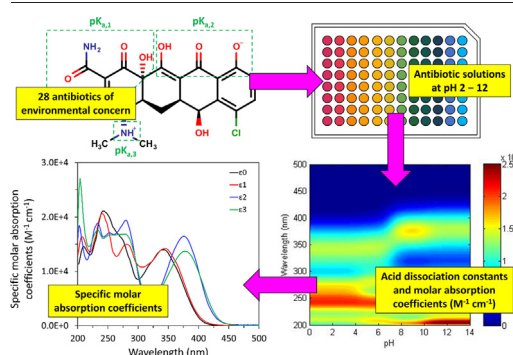 pKa,1
pKa,2
NH2
O
O
OH
O
O
O-
OH
O
28 antibiotics of
environmental concern
OH
Cl
pKa,3
NH+
H3C
CH3
Antibiotic solutions
at pH 2 – 12
3.0E+4
2.0E+4
1.0E+4
0.0E+0
Specific molar absorption
coefficients (M-1 cm-1)
ε0
ε1
ε2
ε3
Specific molar
absorption coefficients
200 250 300 350 400 450 500
Wavelength (nm)
500
450
400
350
300
250
200
Wavelength (nm)
0 2 4 6 8 10 12 14
pH
2.5
2
1.5
1
0.5
0
Acid dissociation constants
and molar absorption
coefficients (M-1 cm-1)